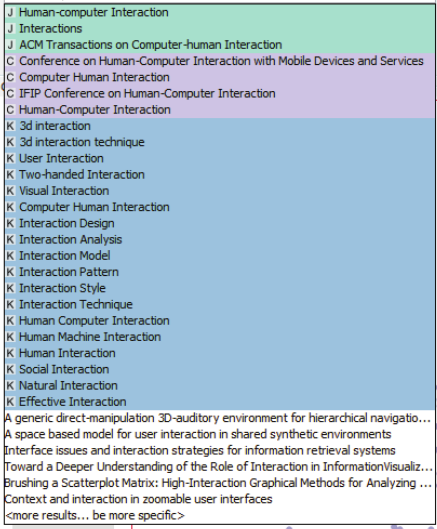 J Human-computer Interaction
J Interactions
J ACM Transactions on Computer-human Interaction
C Conference on Human-Computer Interaction with Mobile Devices and Services
C Computer Human Interaction
C IFIP Conference on Human-Computer Interaction
C Human-Computer Interaction
K 3d interaction
K 3d interaction technique
K User Interaction
K Two-handed Interaction
K Visual Interaction
K Computer Human Interaction
K Interaction Design
K Interaction Analysis
K Interaction Model
K Interaction Pattern
K Interaction Style
K Interaction Technique
K Human Computer Interaction
K Human Machine Interaction
K Human Interaction
K Social Interaction
K Natural Interaction
K Effective Interaction
A generic direct-manipulation 3D-auditory environment for hierarchical navigatio...
A space based model for user interaction in shared synthetic environments
Interface issues and interaction strategies for information retrieval systems
Toward a Deeper Understanding of the Role of Interaction in InformationVisualiz...
Brushing a Scatterplot Matrix: High-Interaction Graphical Methods for Analyzing ...
Context and interaction in zoomable user interfaces
<more results... be more specific>